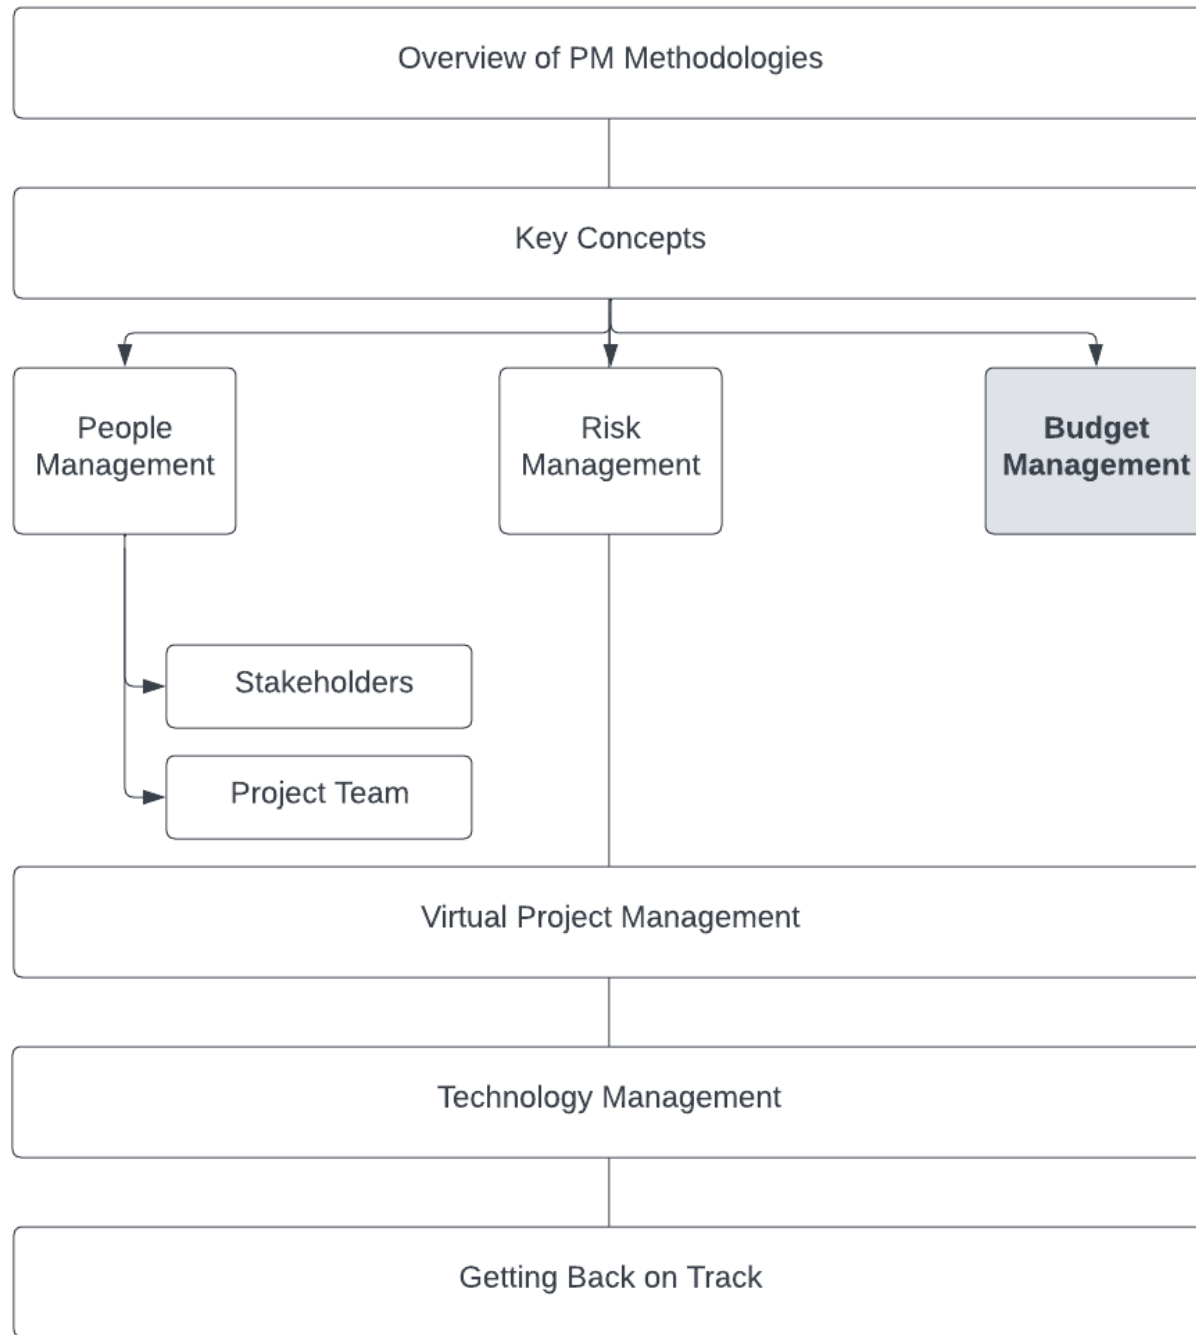 Overview of PM Methodologies
Key Concepts
People
Management
Risk
Management
Budget
Management
Stakeholders
Project Team
Virtual Project Management
Technology Management
Getting Back on Track